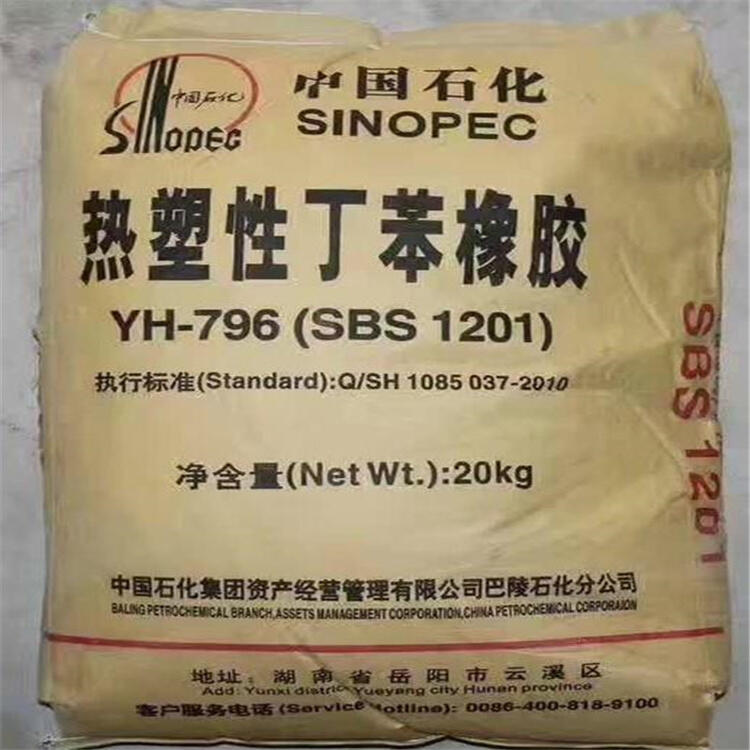 中国石化
SINOPEC
中国石化
SINOPEC
热塑性丁苯橡胶
YH-796 (SBS 1201)
执行标准(Standard):Q/SH 1085 037-2010
净含量(Net Wt.):20kg
SBS 1201
中国石化集团资产经营管理有限公司巴陵石化分公司
BALING PETROCHEMICAL BRANCH,ASSETS MANAGEMENT CORPORATION,CHINA PETROCHEMICAL CORPORAION
地址: 湖南省岳阳市云溪区
Add: Yunxi district Yueyang city Hunan province
客户服务电话 (Service Hotline): 0086-400-818-9100